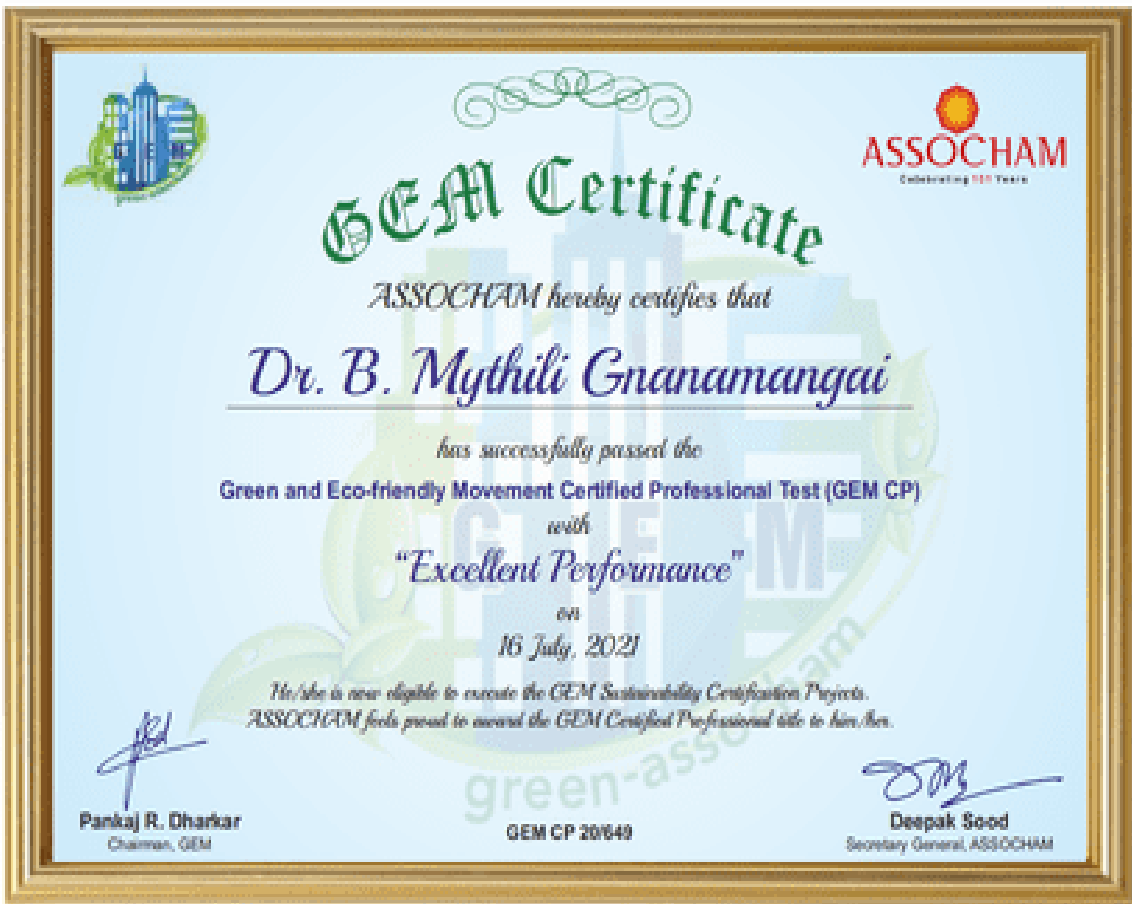 G E M
ASSOCHAM
Celebrating 101 Years
GEM Certificate
ASSOCHAM hereby certifies that
Dr. B. Mythili Gnanamangai
has successfully passed the
Green and Eco-friendly Movement Certified Professional Test (GEM CP)
with
“Excellent Performance”
on
16 July, 2021
He/she is now eligible to execute the GEM Sustainability Certification Projects.
ASSOCHAM feels proud to award the GEM Certified Professional title to him/her.
G E M
green-assocham
Pankaj R. Dharkar
Chairman, GEM
GEM CP 20/649
Deepak Sood
Secretary General, ASSOCHAM